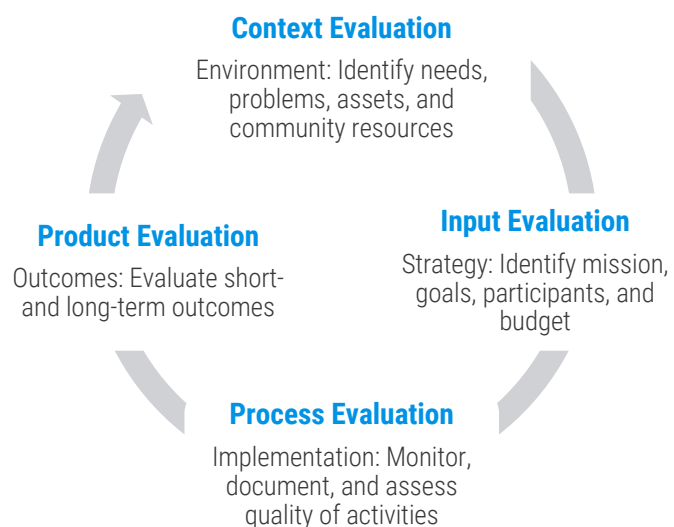 Context Evaluation
Environment: Identify needs,
problems, assets, and
community resources
Input Evaluation
Strategy: Identify mission,
goals, participants, and
budget
Process Evaluation
Implementation: Monitor,
document, and assess
quality of activities
Product Evaluation
Outcomes: Evaluate short-
and long-term outcomes